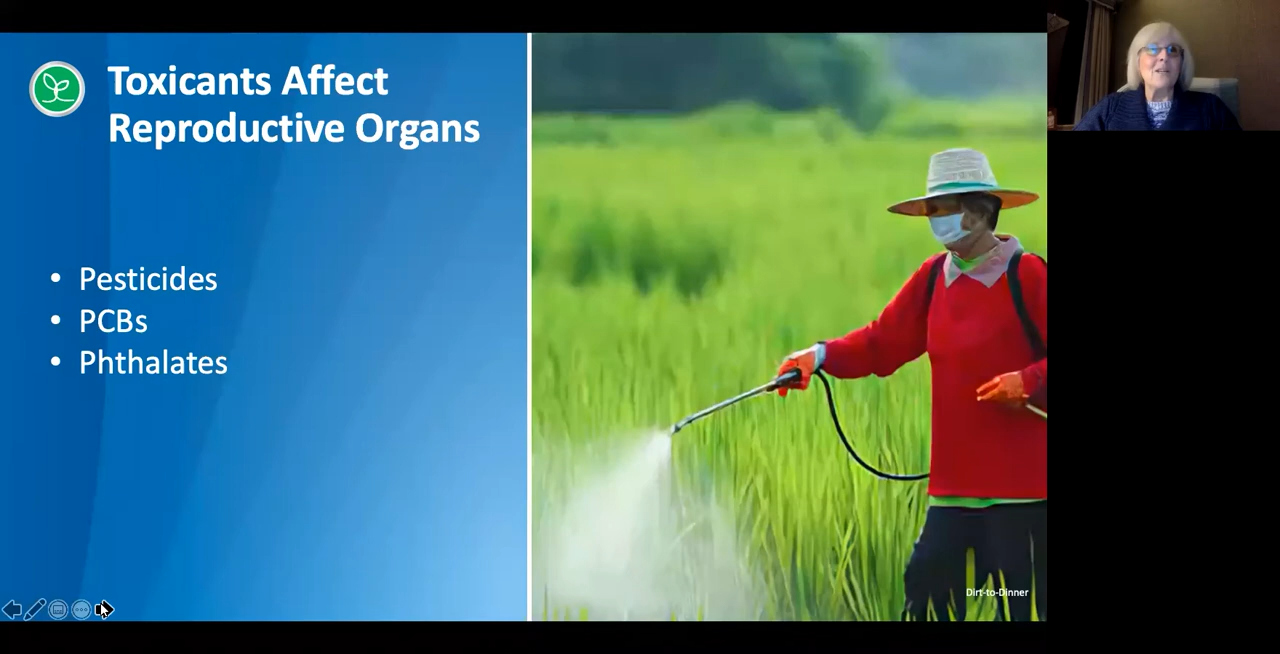 Toxicants Affect
Reproductive Organs
• Pesticides
• PCBs
• Phthalates
Dirt-to-Dinner